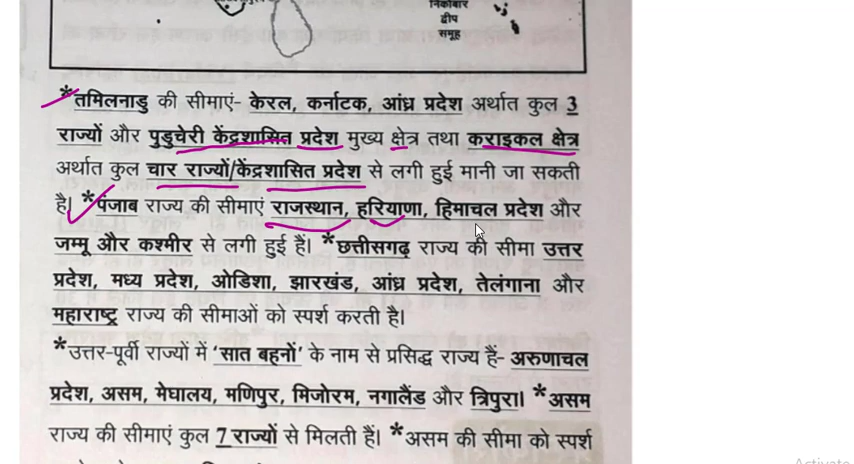 निकोबार
द्वीप
समूह
*तमिलनाडु की सीमाएं- केरल, कर्नाटक, आंध्र प्रदेश अर्थात कुल 3
राज्यों और पुडुचेरी केंद्रशासित प्रदेश मुख्य क्षेत्र तथा कराइकल क्षेत्र
अर्थात कुल चार राज्यों/केंद्रशासित प्रदेश से लगी हुई मानी जा सकती
है। *पंजाब राज्य की सीमाएं राजस्थान, हरियाणा, हिमाचल प्रदेश और
जम्मू और कश्मीर से लगी हुई हैं। *छत्तीसगढ़ राज्य की सीमा उत्तर
प्रदेश, मध्य प्रदेश, ओडिशा, झारखंड, आंध्र प्रदेश, तेलंगाना और
महाराष्ट्र राज्य की सीमाओं को स्पर्श करती है।
*उत्तर-पूर्वी राज्यों में 'सात बहनों' के नाम से प्रसिद्ध राज्य हैं- अरुणाचल
प्रदेश, असम, मेघालय, मणिपुर, मिजोरम, नगालैंड और त्रिपुरा। *असम
राज्य की सीमाएं कुल 7 राज्यों से मिलती हैं। *असम की सीमा को स्पर्श